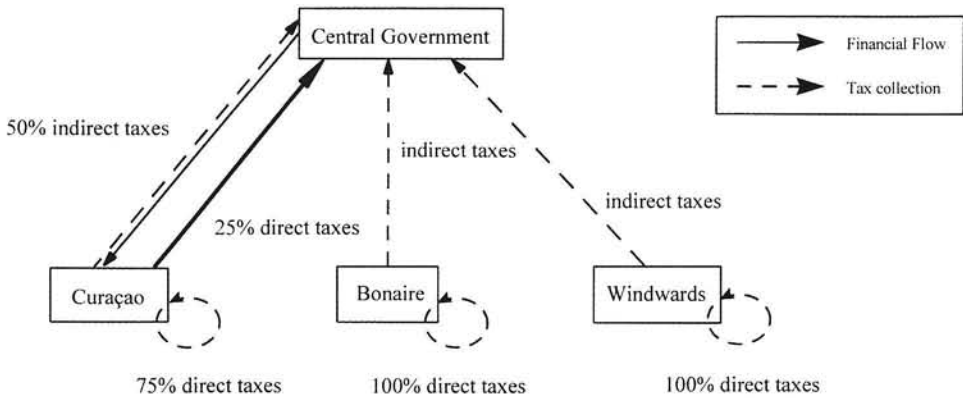 Central Government
Financial Flow
Tax collection
50% indirect taxes
indirect taxes
indirect taxes
25% direct taxes
Curaçao
Bonaire
Windwards
75% direct taxes
100% direct taxes
100% direct taxes